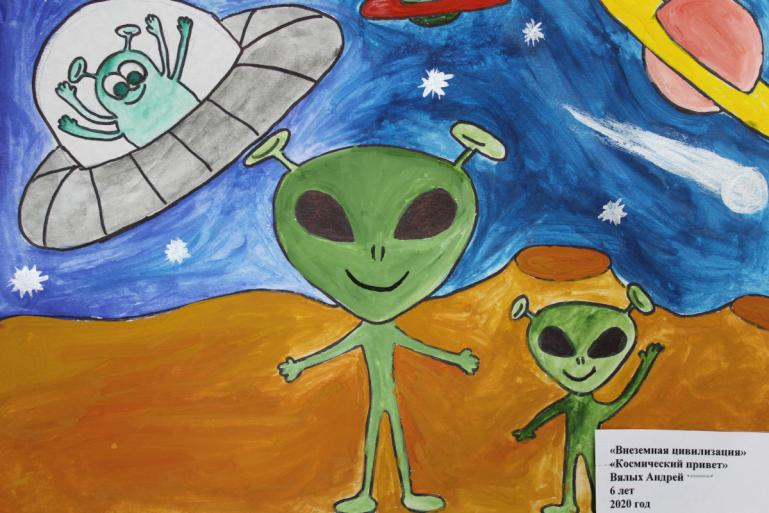 «Внеземная цивилизация»
«Космический привет»
Вялых Андрей
6 лет
2020 год